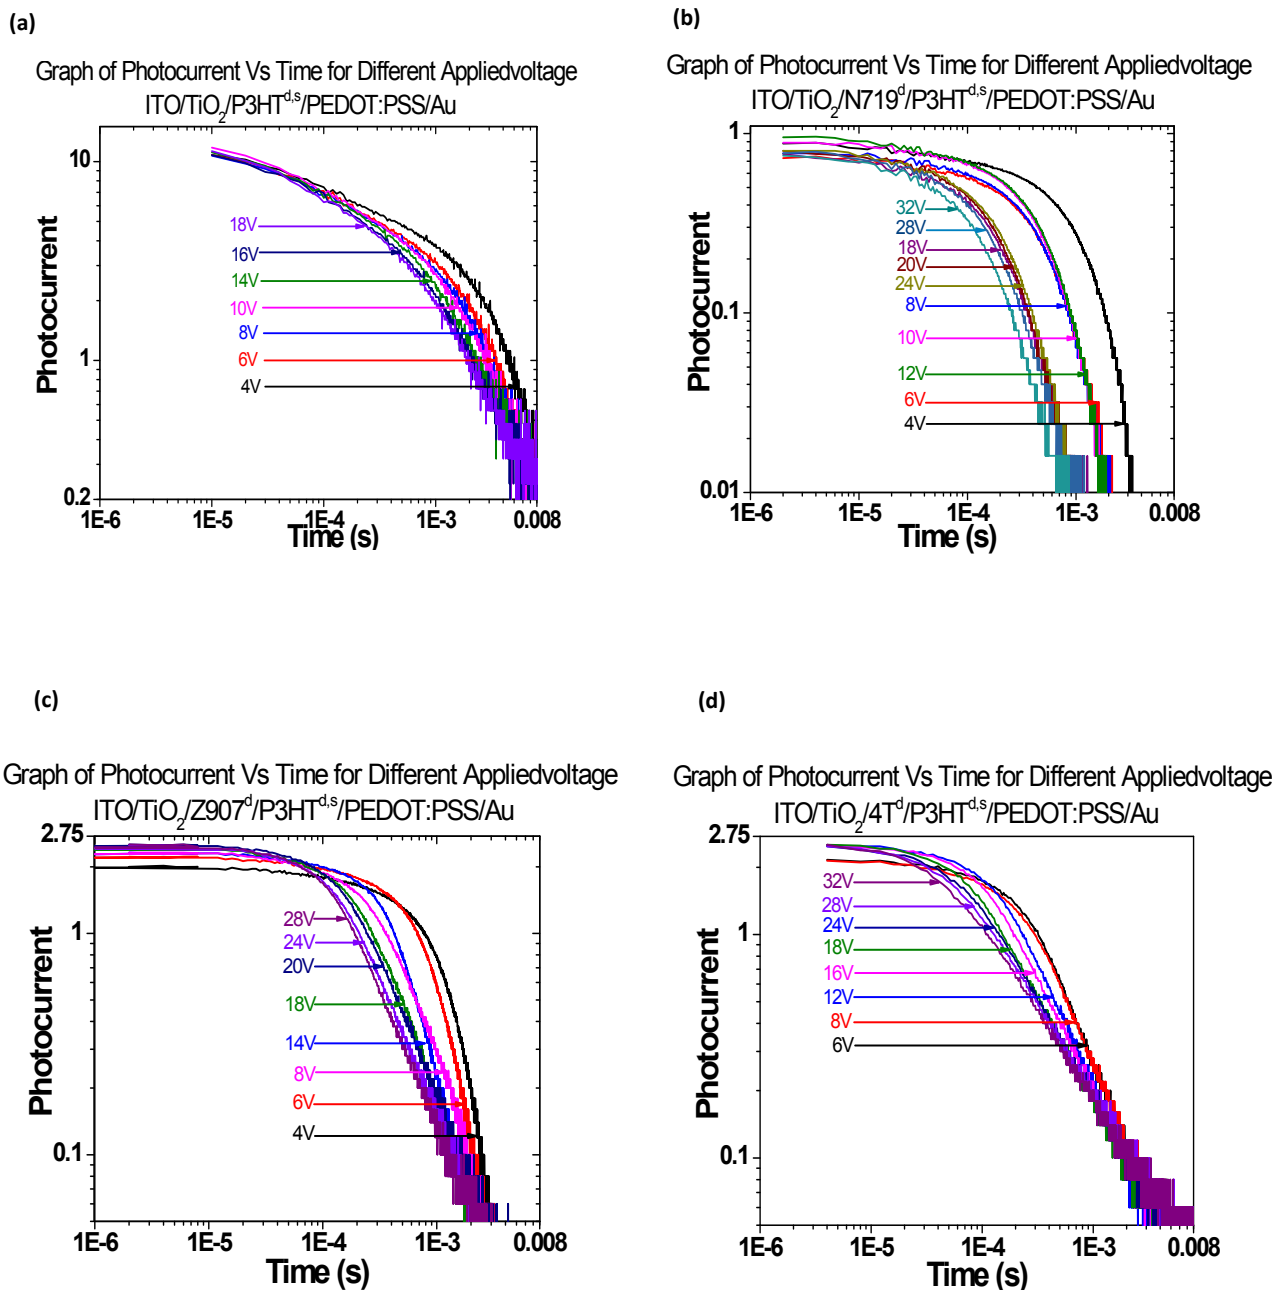 (a)
Graph of Photocurrent Vs Time for Different Appliedvoltage
ITO/TiO2/P3HTd,s/PEDOT:PSS/Au
Photocurrent
10
1
0.2
18V
16V
14V
10V
8V
6V
4V
1E-6
1E-5
1E-4
1E-3
0.008
Time (s)
(b)
Graph of Photocurrent Vs Time for Different Appliedvoltage
ITO/TiO2/N719d/P3HTd,s/PEDOT:PSS/Au
Photocurrent
1
0.1
0.01
32V
28V
18V
20V
24V
8V
10V
12V
6V
4V
1E-6
1E-5
1E-4
1E-3
0.008
Time (s)
(c)
Graph of Photocurrent Vs Time for Different Appliedvoltage
ITO/TiO2/Z907d/P3HTd,s/PEDOT:PSS/Au
Photocurrent
2.75
1
0.1
28V
24V
20V
18V
14V
8V
6V
4V
1E-6
1E-5
1E-4
1E-3
0.008
Time (s)
(d)
Graph of Photocurrent Vs Time for Different Appliedvoltage
ITO/TiO2/4Td/P3HTd,s/PEDOT:PSS/Au
Photocurrent
2.75
1
0.1
32V
28V
24V
18V
16V
12V
8V
6V
1E-6
1E-5
1E-4
1E-3
0.008
Time (s)